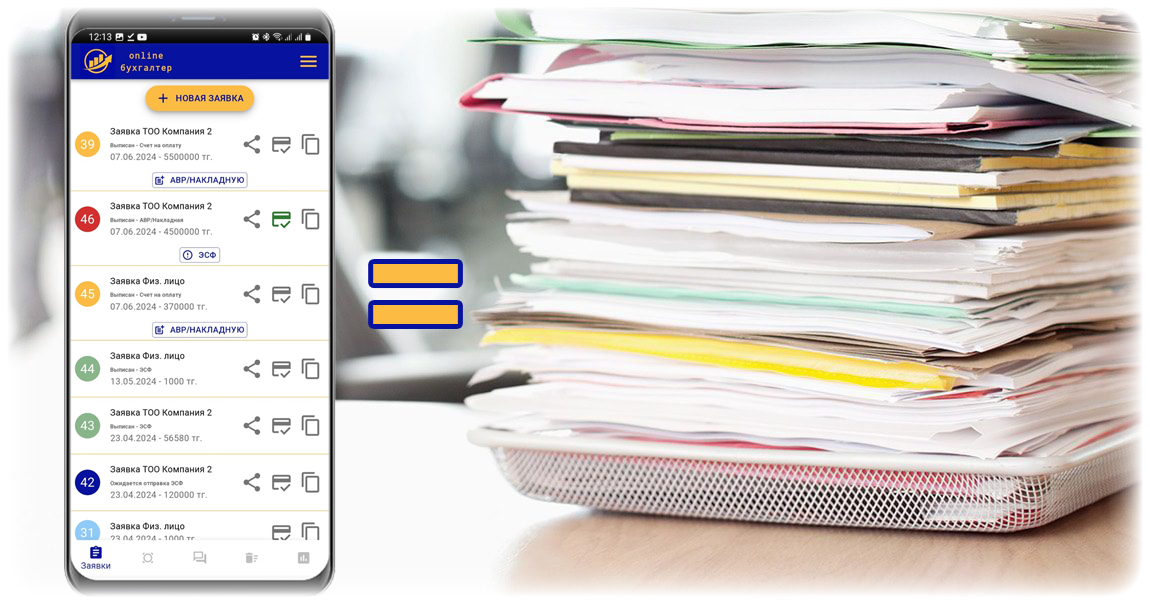 12:13
online
бухгалтер
+ НОВАЯ ЗАЯВКА
39
Заявка ТОО Компания 2
Выписан - Счет на оплату
07.06.2024 - 5500000 тг.
АВР/НАКЛАДНУЮ
46
Заявка ТОО Компания 2
Выписан - АВР/Накладная
07.06.2024 - 4500000 тг.
ЭСФ
45
Заявка Физ. лицо
Выписан - Счет на оплату
07.06.2024 - 370000 тг.
АВР/НАКЛАДНУЮ
44
Заявка Физ. лицо
Выписан - ЭСФ
13.05.2024 - 1000 тг.
43
Заявка ТОО Компания 2
Выписан - ЭСФ
23.04.2024 - 56580 тг.
42
Заявка ТОО Компания 2
Ожидается отправка ЭСФ
23.04.2024 - 120000 тг.
31
Заявка Физ. лицо
23.04.2024 - 1000 тг.
Заявки